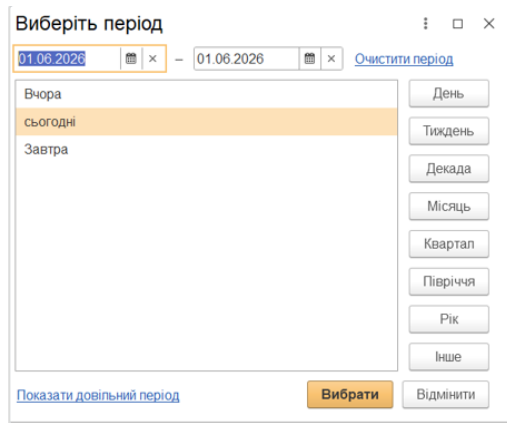 Виберіть період
01.06.2026 – 01.06.2026 Очистити період
Вчора
сьогодні
Завтра
День
Тиждень
Декада
Місяць
Квартал
Півріччя
Рік
Інше
Показати довільний період
Вибрати
Відмінити